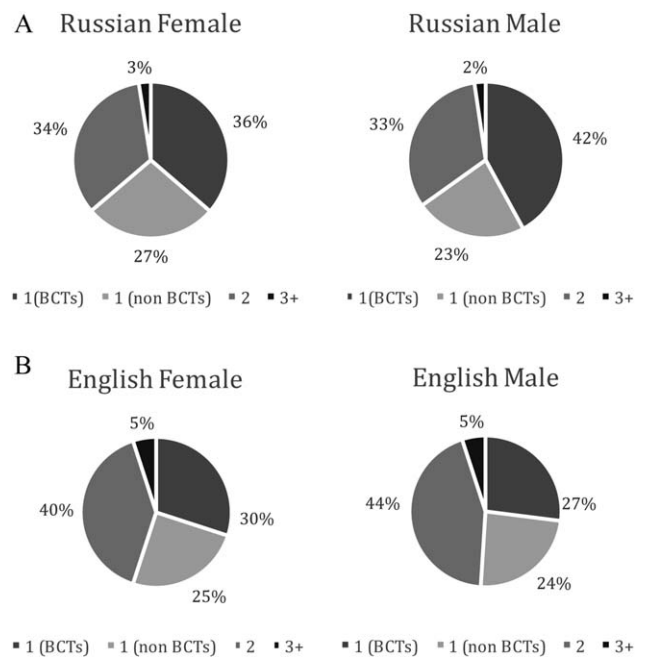 A
Russian Female
Russian Male
3%
36%
27%
34%
2%
42%
23%
33%
1(BCTs) 1 (non BCTs) 2 3+
1(BCTs) 1 (non BCTs) 2 3+
B
English Female
English Male
5%
30%
25%
40%
5%
27%
24%
44%
1 (BCTs) 1 (non BCTs) 2 3+
1 (BCTs) 1 (non BCTs) 2 3+